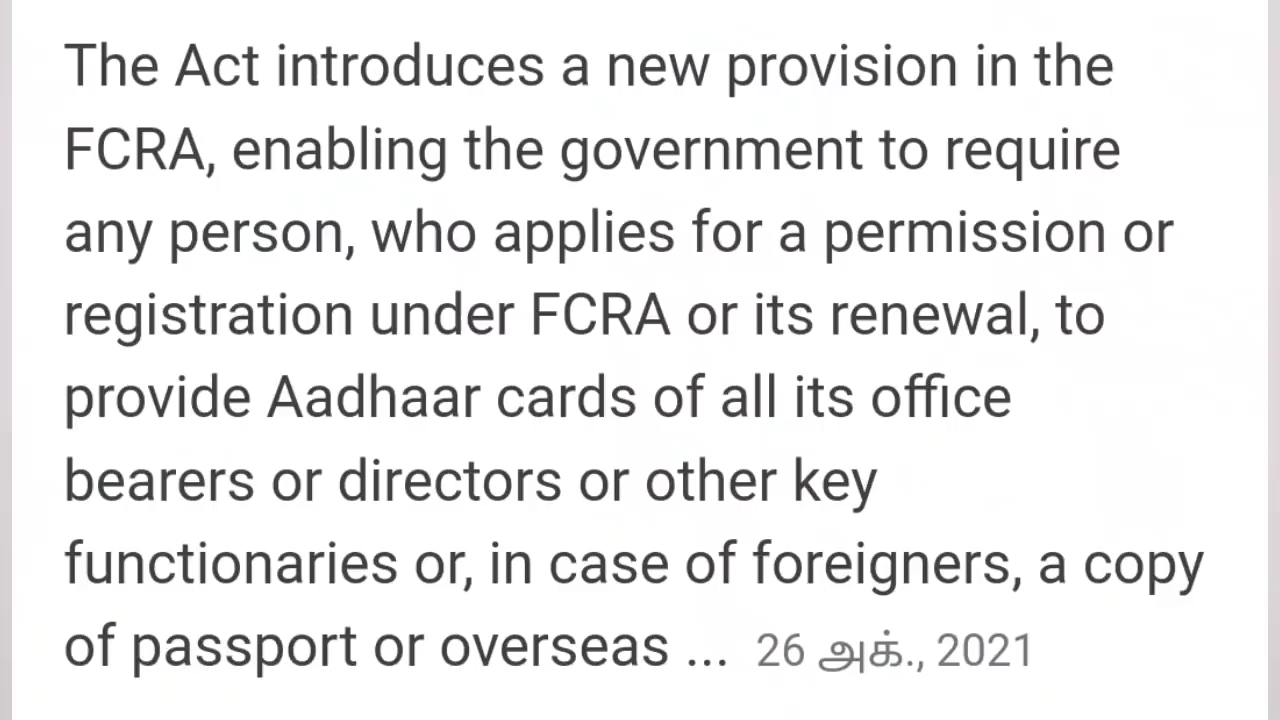 The Act introduces a new provision in the
FCRA, enabling the government to require
any person, who applies for a permission or
registration under FCRA or its renewal, to
provide Aadhaar cards of all its office
bearers or directors or other key
functionaries or, in case of foreigners, a copy
of passport or overseas ... 26 அக்., 2021